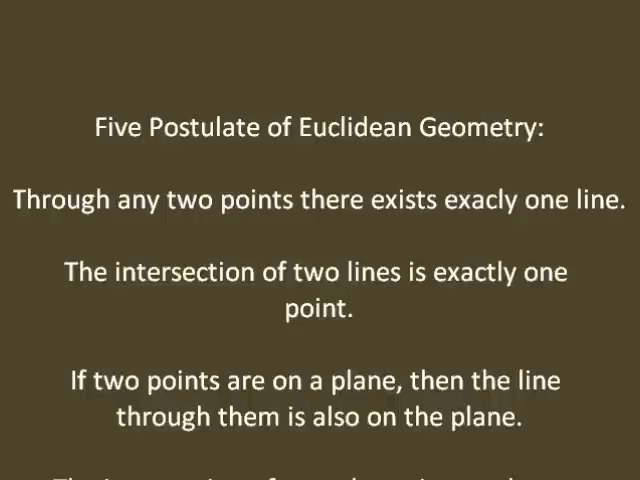 Five Postulate of Euclidean Geometry:
Through any two points there exists exacly one line.
The intersection of two lines is exactly one
point.
If two points are on a plane, then the line
through them is also on the plane.